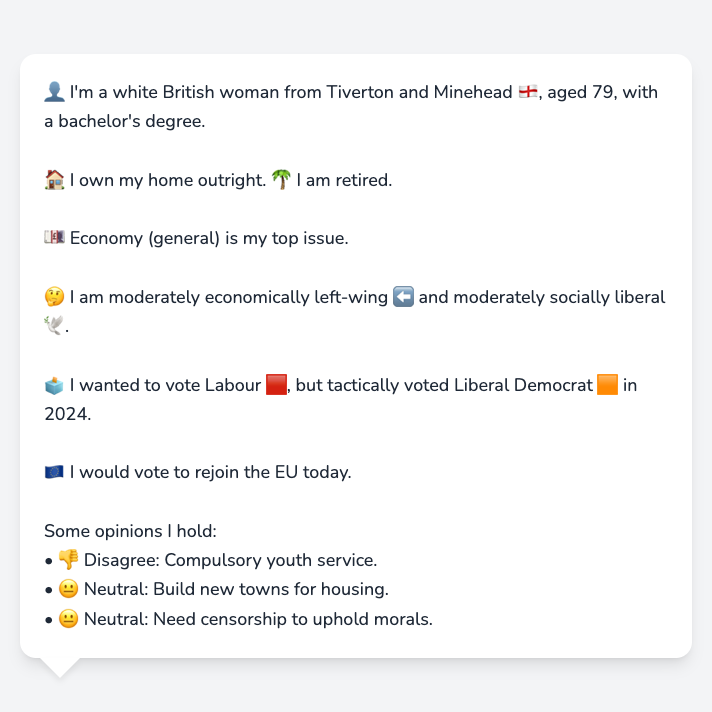 👤 I'm a white British woman from Tiverton and Minehead 🏴󠁧󠁢󠁥󠁮󠁧󠁿, aged 79, with
a bachelor's degree.
🏠 I own my home outright. 🌴 I am retired.
💷 Economy (general) is my top issue.
🤔 I am moderately economically left-wing ⬅️ and moderately socially liberal
🕊️.
🗳️ I wanted to vote Labour 🟥, but tactically voted Liberal Democrat 🟧 in
2024.
🇪🇺 I would vote to rejoin the EU today.
Some opinions I hold:
• 👎 Disagree: Compulsory youth service.
• 😐 Neutral: Build new towns for housing.
• 😐 Neutral: Need censorship to uphold morals.